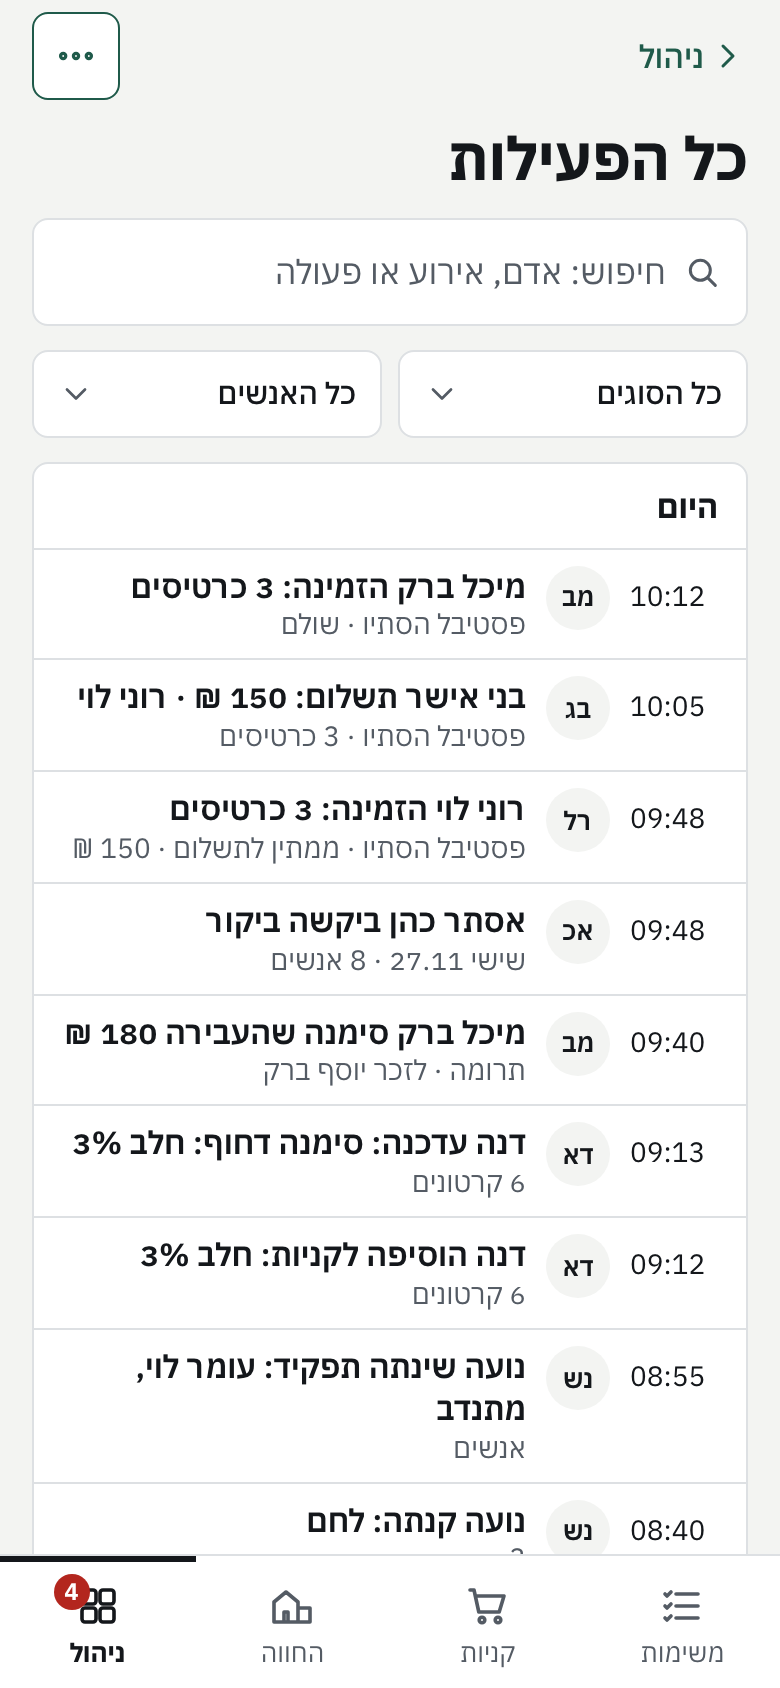 ניהול
כל הפעילות
חיפוש: אדם, אירוע או פעולה
כל הסוגים
כל האנשים
היום
10:12 מב מיכל ברק הזמינה: 3 כרטיסים
פסטיבל הסתיו · שולם
10:05 בג בני אישר תשלום: 150 ₪ · רוני לוי
פסטיבל הסתיו · 3 כרטיסים
09:48 רל רוני לוי הזמינה: 3 כרטיסים
פסטיבל הסתיו · ממתין לתשלום · 150 ₪
09:48 אכ אסתר כהן ביקשה ביקור
שישי 27.11 · 8 אנשים
09:40 מב מיכל ברק סימנה שהעבירה 180 ₪
תרומה · לזכר יוסף ברק
09:13 דא דנה עדכנה: סימנה דחוף: חלב 3%
6 קרטונים
09:12 דא דנה הוסיפה לקניות: חלב 3%
6 קרטונים
08:55 נש נועה שינתה תפקיד: עומר לוי,
מתנדב
אנשים
08:40 נש נועה קנתה: לחם
משימות
קניות
החווה
4
ניהול